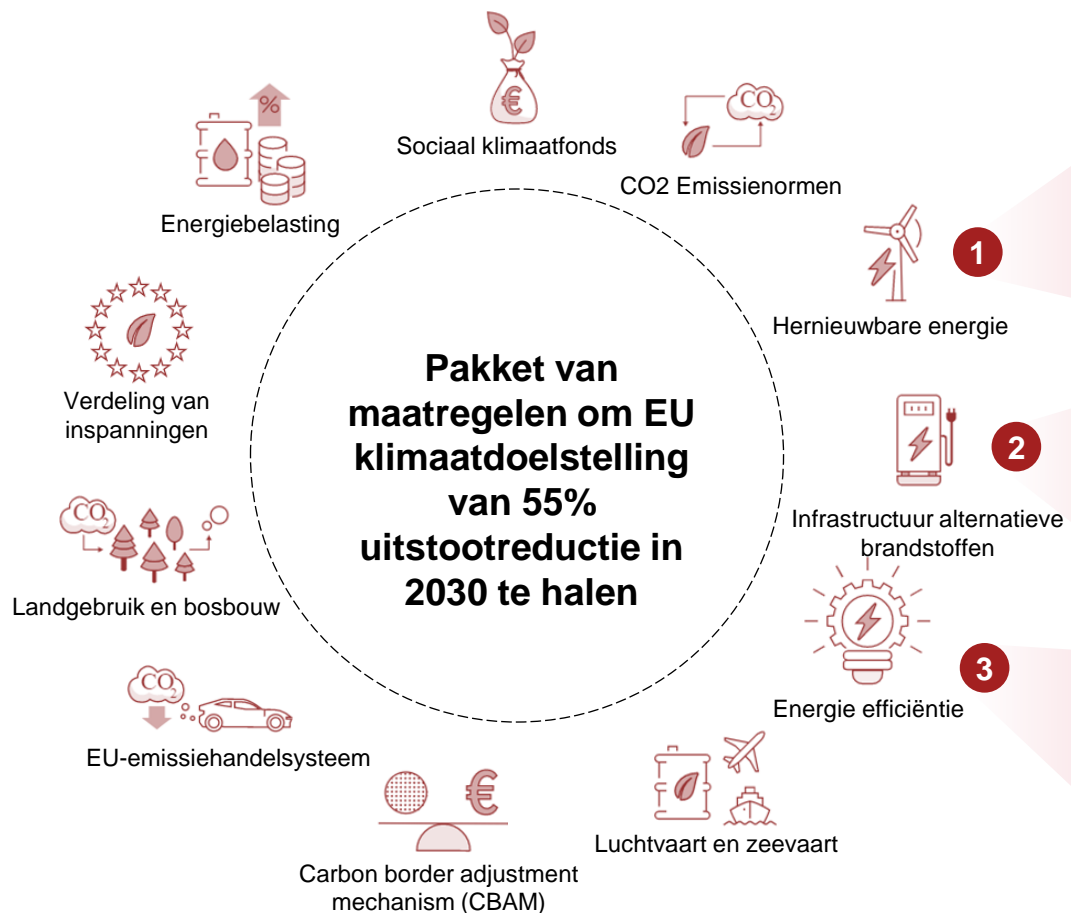 Sociaal klimaatfonds
CO2
CO2 Emissienormen
%
€
Energiebelasting
1
Hernieuwbare energie
Verdeling van
inspanningen
Pakket van
maatregelen om EU
klimaatdoelstelling
van 55%
uitstootreductie in
2030 te halen
2
Infrastructuur alternatieve
brandstoffen
CO2
Landgebruik en bosbouw
3
Energie efficiëntie
CO2
EU-emissiehandelsysteem
€
Luchtvaart en zeevaart
Carbon border adjustment
mechanism (CBAM)